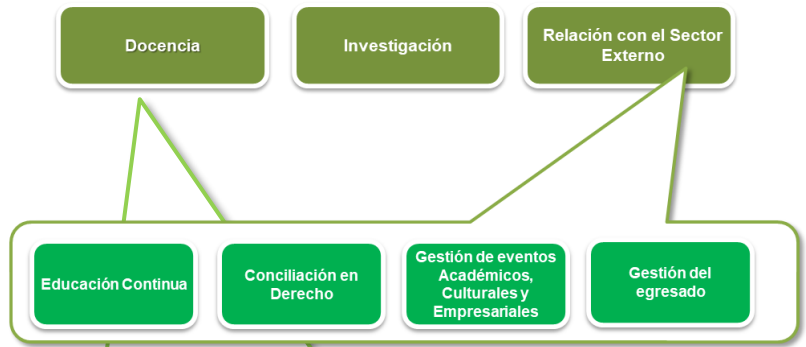 Docencia
Investigación
Relación con el Sector
Externo
Educación Continua
Conciliación en
Derecho
Gestión de eventos
Académicos,
Culturales y
Empresariales
Gestión del
egresado